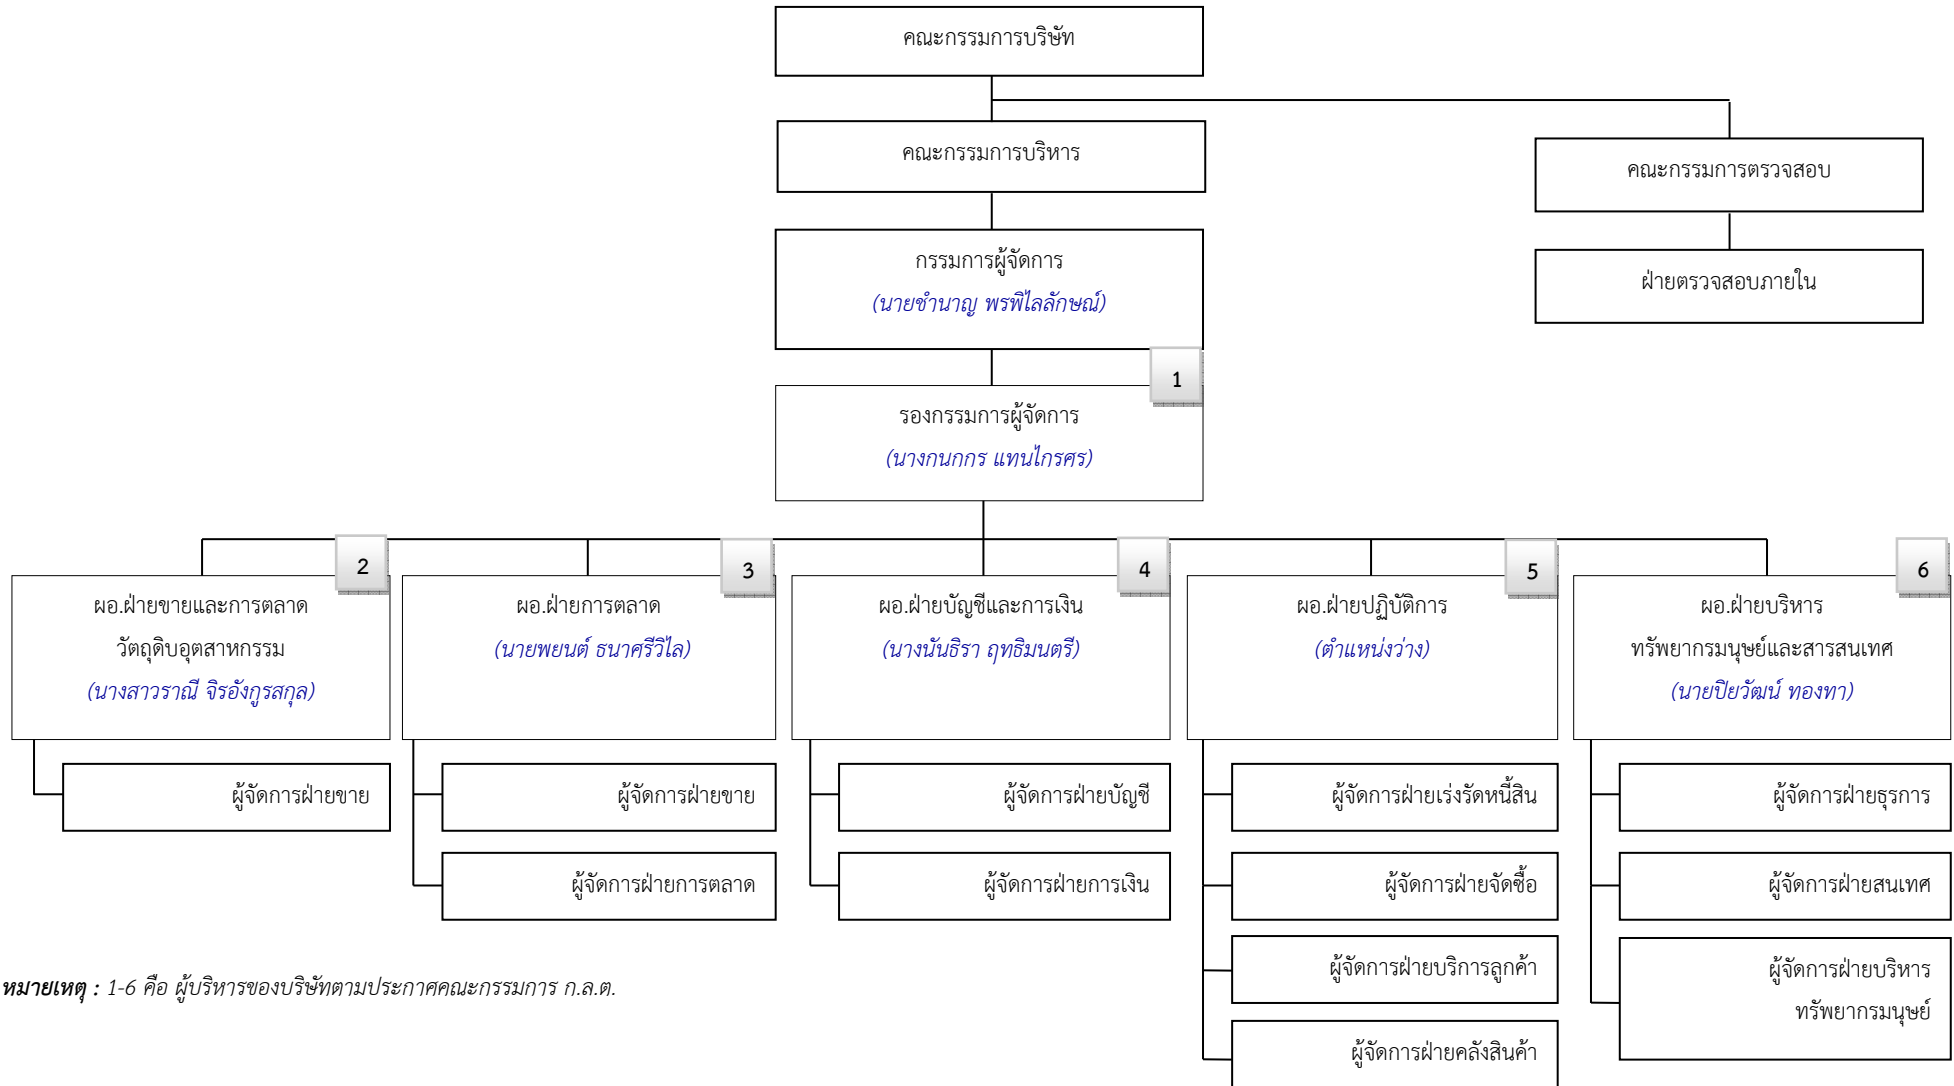 คณะกรรมการบริษัท
คณะกรรมการบริหาร
คณะกรรมการตรวจสอบ
กรรมการผู้จัดการ
(นายชำนาญ พรพิไลลักษณ์)
ฝ่ายตรวจสอบภายใน
1
รองกรรมการผู้จัดการ
(นางกนกกร แทนไกรศร)
2
ผอ.ฝ่ายขายและการตลาด
วัตถุดิบอุตสาหกรรม
(นางสาวราณี จิรอังกูรสกุล)
3
ผอ.ฝ่ายการตลาด
(นายพยนต์ ธนาศรีวิไล)
4
ผอ.ฝ่ายบัญชีและการเงิน
(นางนันธิรา ฤทธิมนตรี)
5
ผอ.ฝ่ายปฏิบัติการ
(ตำแหน่งว่าง)
6
ผอ.ฝ่ายบริหาร
ทรัพยากรมนุษย์และสารสนเทศ
(นายปิยวัฒน์ ทองทา)
ผู้จัดการฝ่ายขาย
ผู้จัดการฝ่ายขาย
ผู้จัดการฝ่ายการตลาด
ผู้จัดการฝ่ายบัญชี
ผู้จัดการฝ่ายการเงิน
ผู้จัดการฝ่ายเร่งรัดหนี้สิน
ผู้จัดการฝ่ายจัดซื้อ
ผู้จัดการฝ่ายบริการลูกค้า
ผู้จัดการฝ่ายคลังสินค้า
ผู้จัดการฝ่ายธุรการ
ผู้จัดการฝ่ายสนเทศ
ผู้จัดการฝ่ายบริหาร
ทรัพยากรมนุษย์
หมายเหตุ : 1-6 คือ ผู้บริหารของบริษัทตามประกาศคณะกรรมการ ก.ล.ต.